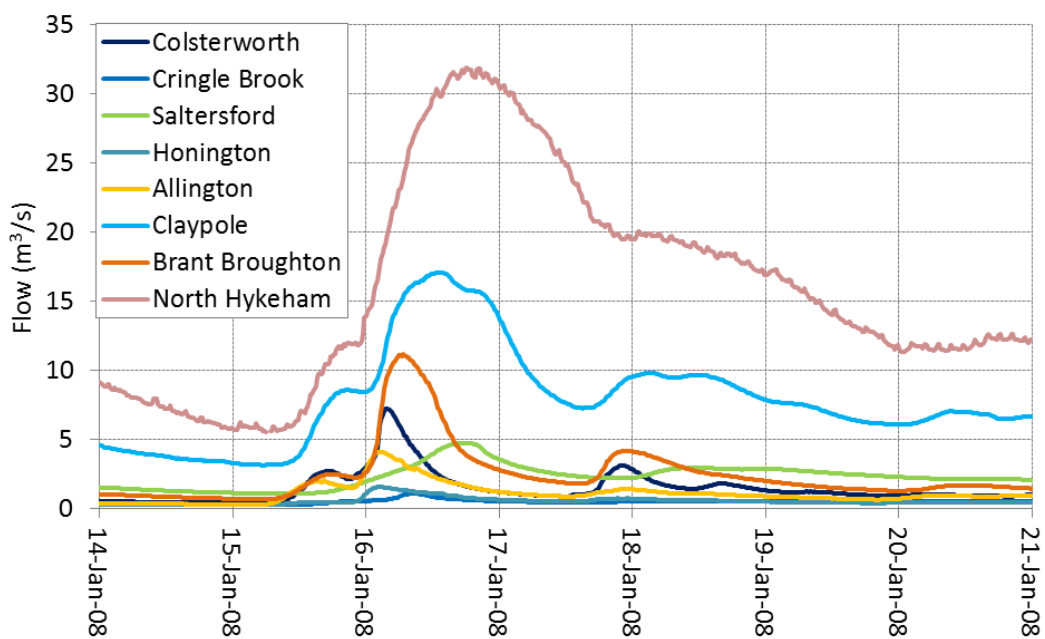 35
30
25
20
15
10
5
0
Flow (m³/s)
Colsterworth
Cringle Brook
Saltersford
Honington
Allington
Claypole
Brant Broughton
North Hykeham
14-Jan-08
15-Jan-08
16-Jan-08
17-Jan-08
18-Jan-08
19-Jan-08
20-Jan-08
21-Jan-08